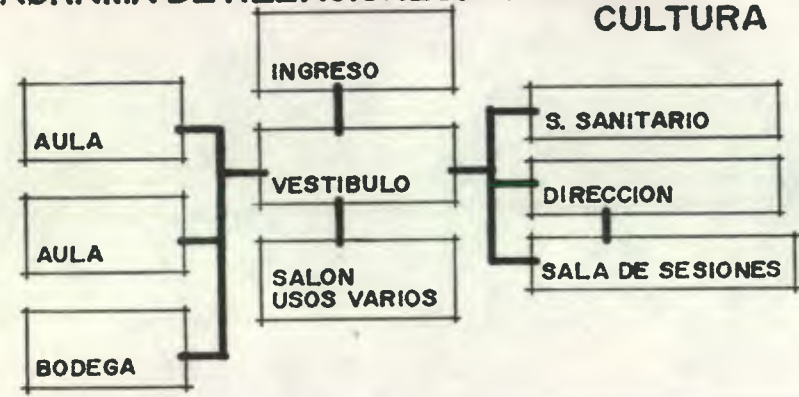 CULTURA
INGRESO
AULA
S. SANITARIO
VESTIBULO
DIRECCION
AULA
SALON
USOS VARIOS
SALA DE SESIONES
BODEGA